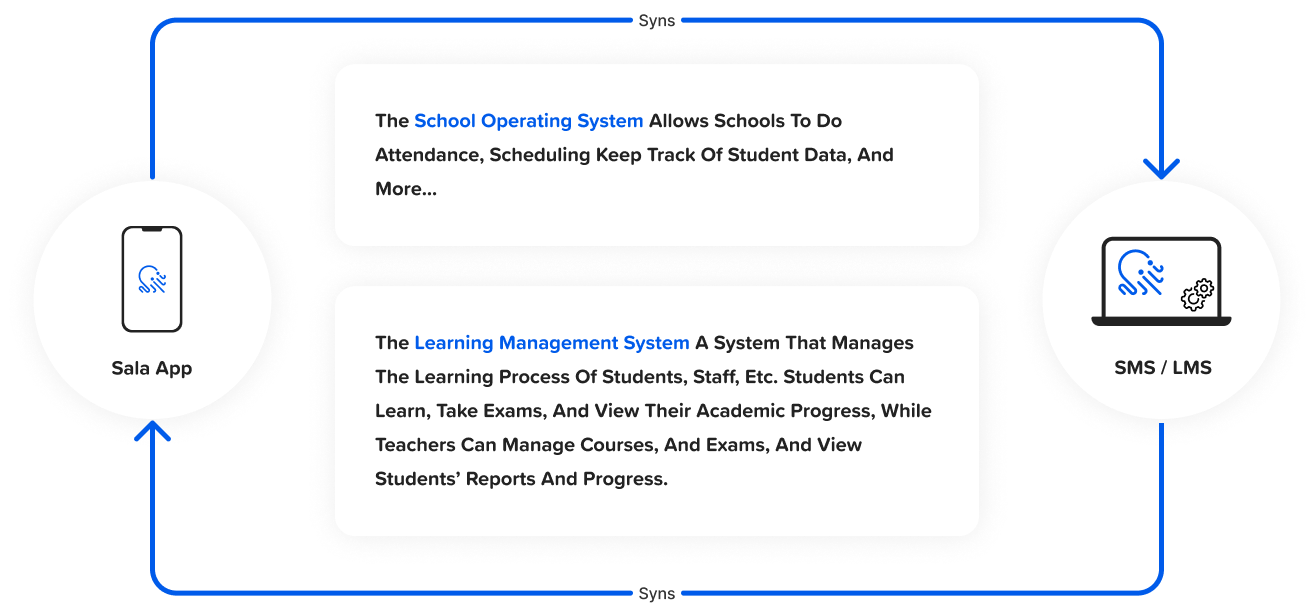 Syns
The School Operating System Allows Schools To Do
Attendance, Scheduling Keep Track Of Student Data, And
More...
Sala App
SMS / LMS
The Learning Management System A System That Manages
The Learning Process Of Students, Staff, Etc. Students Can
Learn, Take Exams, And View Their Academic Progress, While
Teachers Can Manage Courses, And Exams, And View
Students’ Reports And Progress.
Syns